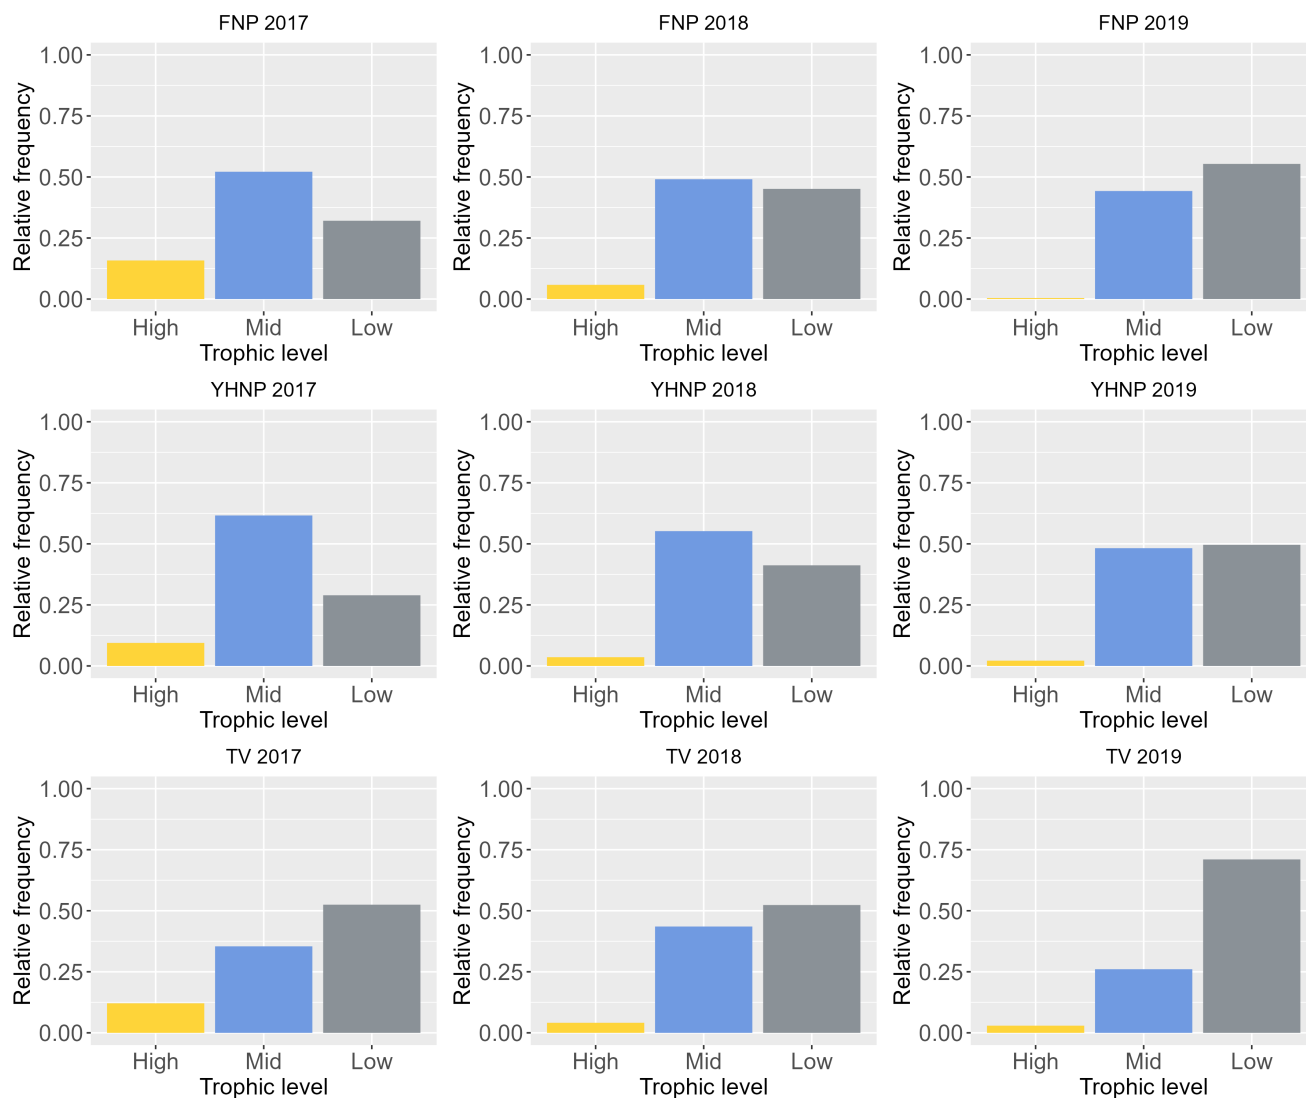 FNP 2017
FNP 2018
FNP 2019
Relative frequency
1.00
0.75
0.50
0.25
0.00
High Mid Low
Trophic level
Relative frequency
1.00
0.75
0.50
0.25
0.00
High Mid Low
Trophic level
Relative frequency
1.00
0.75
0.50
0.25
0.00
High Mid Low
Trophic level
YHNP 2017
YHNP 2018
YHNP 2019
Relative frequency
1.00
0.75
0.50
0.25
0.00
High Mid Low
Trophic level
Relative frequency
1.00
0.75
0.50
0.25
0.00
High Mid Low
Trophic level
Relative frequency
1.00
0.75
0.50
0.25
0.00
High Mid Low
Trophic level
TV 2017
TV 2018
TV 2019
Relative frequency
1.00
0.75
0.50
0.25
0.00
High Mid Low
Trophic level
Relative frequency
1.00
0.75
0.50
0.25
0.00
High Mid Low
Trophic level
Relative frequency
1.00
0.75
0.50
0.25
0.00
High Mid Low
Trophic level